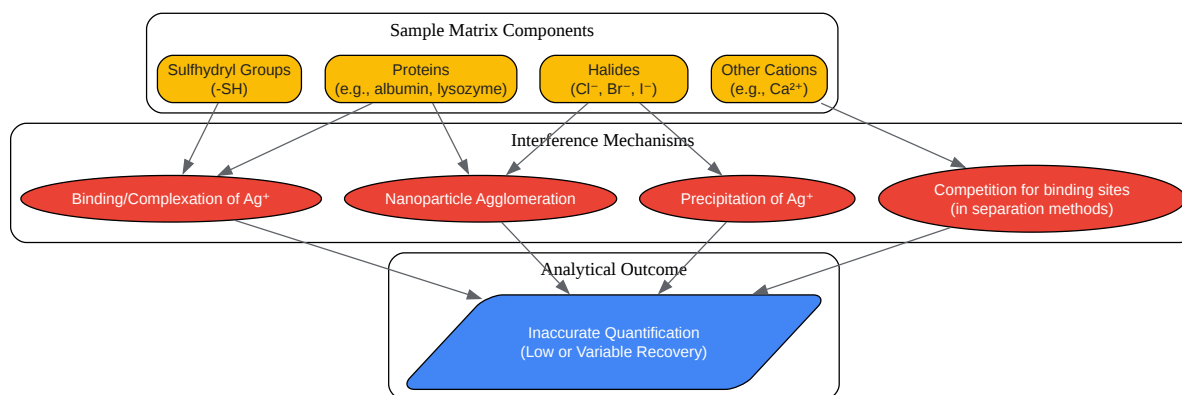 Sample Matrix Components
Sulfhydryl Groups
(-SH)
Proteins
(e.g., albumin, lysozyme)
Halides
(Cl⁻, Br⁻, I⁻)
Other Cations
(e.g., Ca²⁺)
Interference Mechanisms
Binding/Complexation of Ag⁺
Nanoparticle Agglomeration
Precipitation of Ag⁺
Competition for binding sites
(in separation methods)
Analytical Outcome
Inaccurate Quantification
(Low or Variable Recovery)